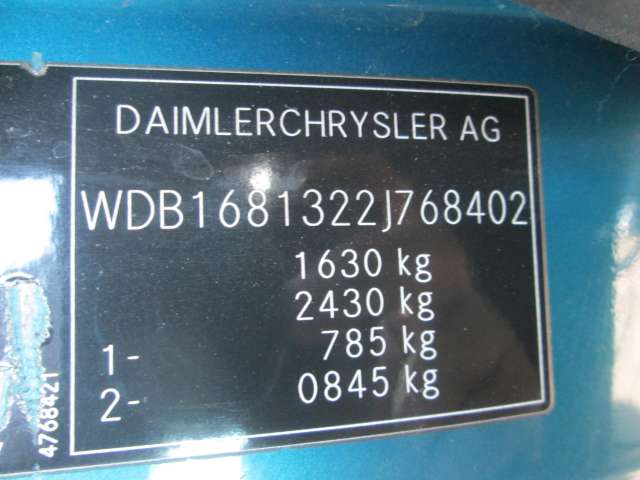 DAIMLERCHRYSLER AG
WDB1681322J768402
1630 kg
2430 kg
1- 785 kg
2- 0845 kg
4768421